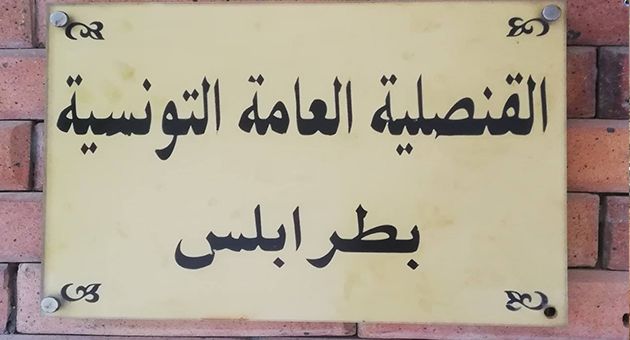 القنصلية العامة التونسية
بطرابلس